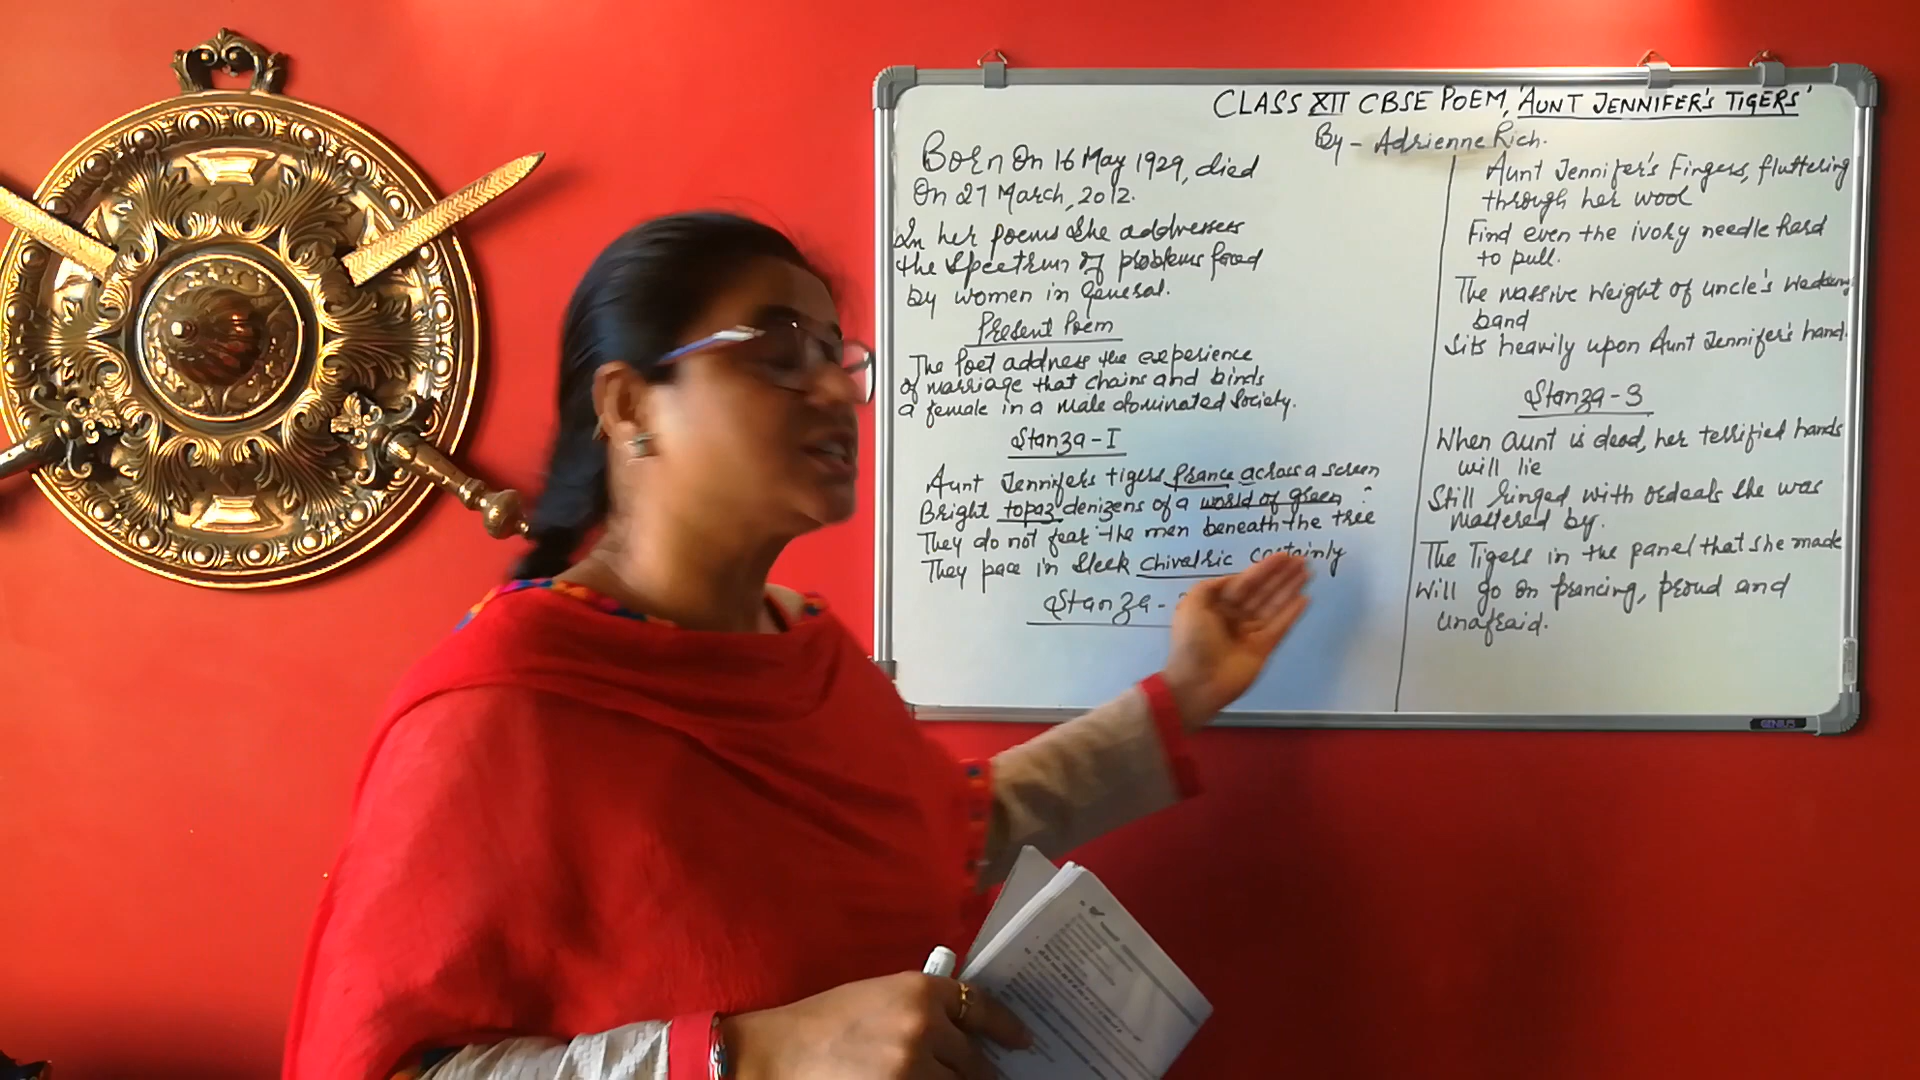 CLASS XII CBSE POEM, 'AUNT JENNIFER'S TIGERS'
By - Adrienne Rich.
Born On 16 May 1929, died
On 27 March, 2012.
In her poems She addresses
the Spectrum of problems faced
by women in General.
Present Poem
The Poet address the experience
of marriage that chains and binds
a female in a male dominated Society.
Stanza-I
Aunt Jennifer's tigers prance across a screen
Bright topaz denizens of a world of green
They do not fear the men beneath the tree
They pace in sleek chivalric certainly
Stanza -
Aunt Jennifer's Fingers, fluttering
through her wool
Find even the ivory needle hard
to pull.
The massive weight of uncle's wedding
band
Sits heavily upon Aunt Jennifer's hand.
Stanza-3
When aunt is dead, her terrified hands
will lie
Still ringed with ordeals she was
mastered by.
The Tigers in the panel that she made
Will go on prancing, proud and
unafraid.
GENIUS